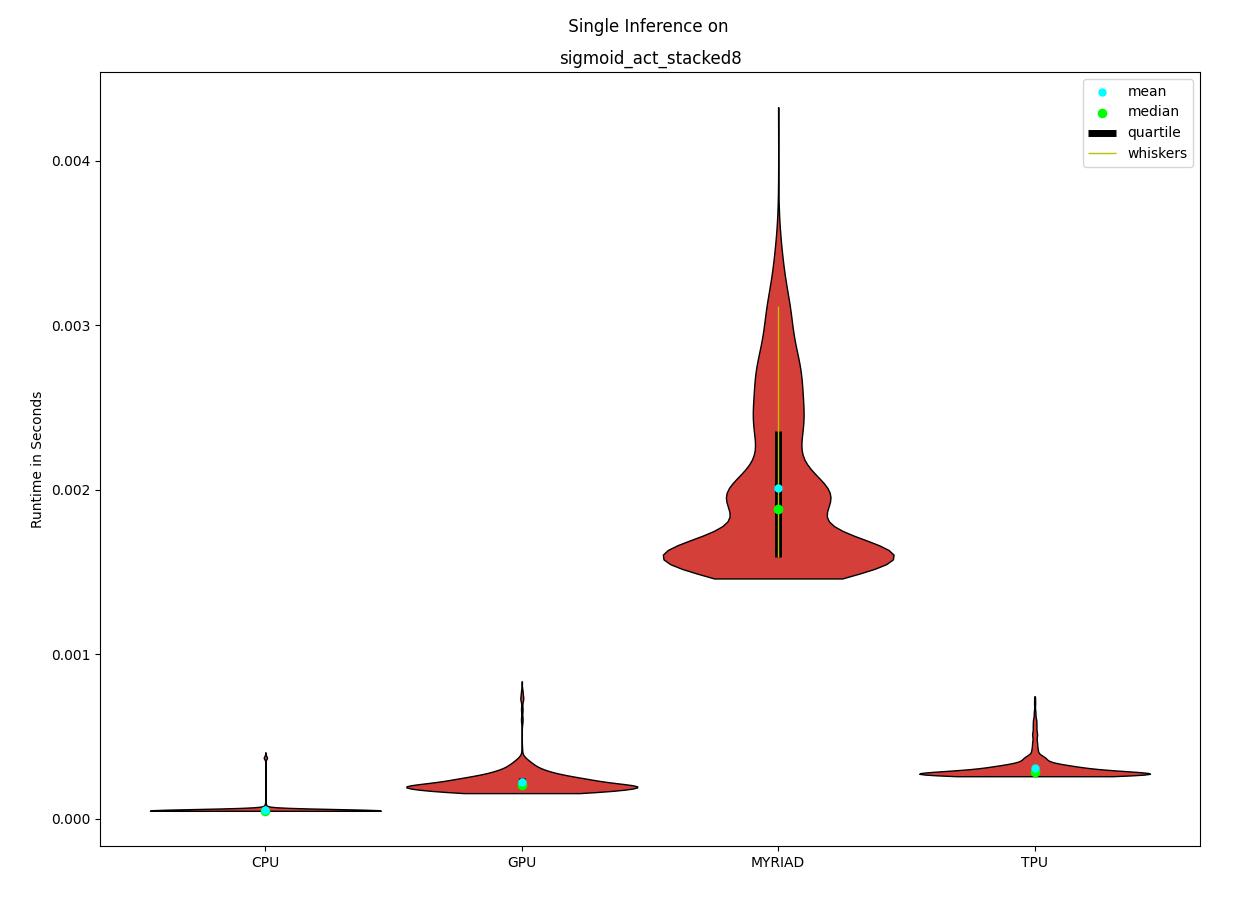 Single Inference on
sigmoid_act_stacked8
mean
median
quartile
whiskers
0.004
0.003
0.002
0.001
0.000
Runtime in Seconds
CPU
GPU
MYRIAD
TPU